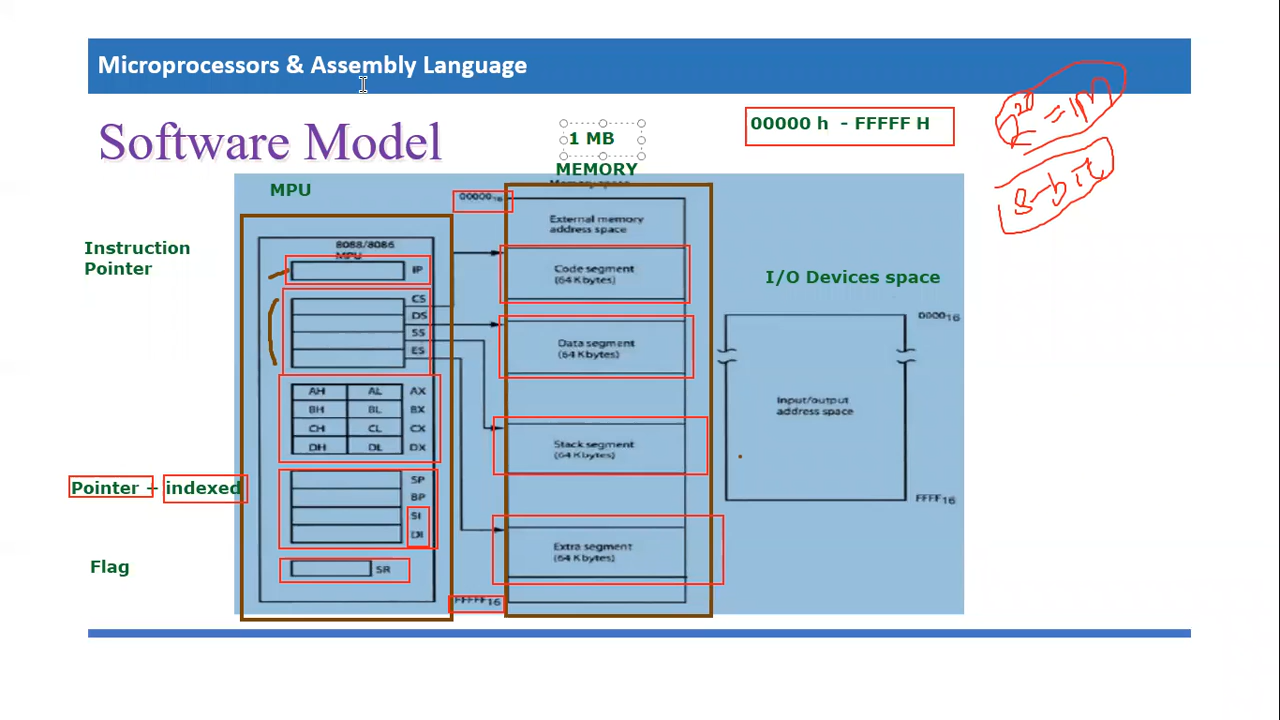 Microprocessors & Assembly Language
Software Model
1 MB
MEMORY
Memory space
00000 h - FFFFF H
2^20 = 1M
8-bit
MPU
Instruction
Pointer
8088/8086
MPU
IP
CS
DS
SS
ES
AH AL AX
BH BL BX
CH CL CX
DH DL DX
Pointer - indexed
SP
BP
SI
DI
Flag
SR
00000₁₆
External memory
address space
Code segment
(64 Kbytes)
Data segment
(64 Kbytes)
Stack segment
(64 Kbytes)
Extra segment
(64 Kbytes)
FFFFF₁₆
I/O Devices space
0000₁₆
Input/output
address space
FFFF₁₆